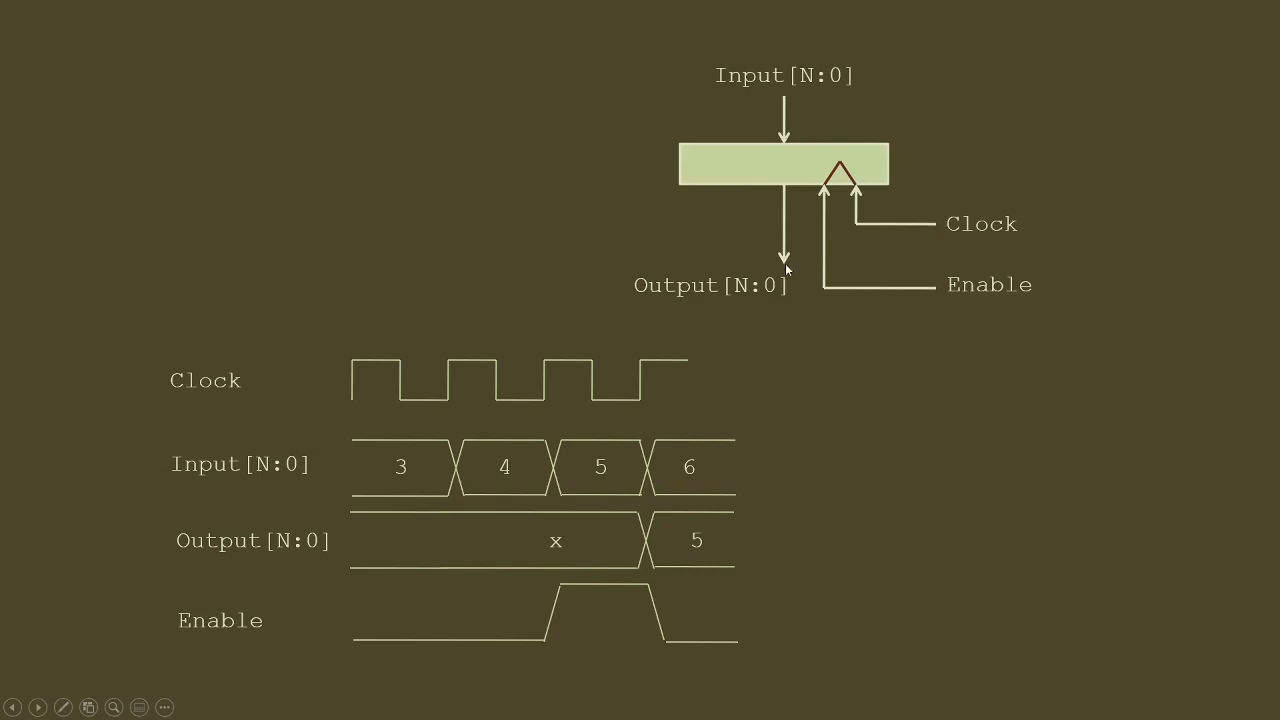 Input[N:0]
Clock
Output[N:0]
Enable
Clock
Input[N:0] 3 4 5 6
Output[N:0] x 5
Enable